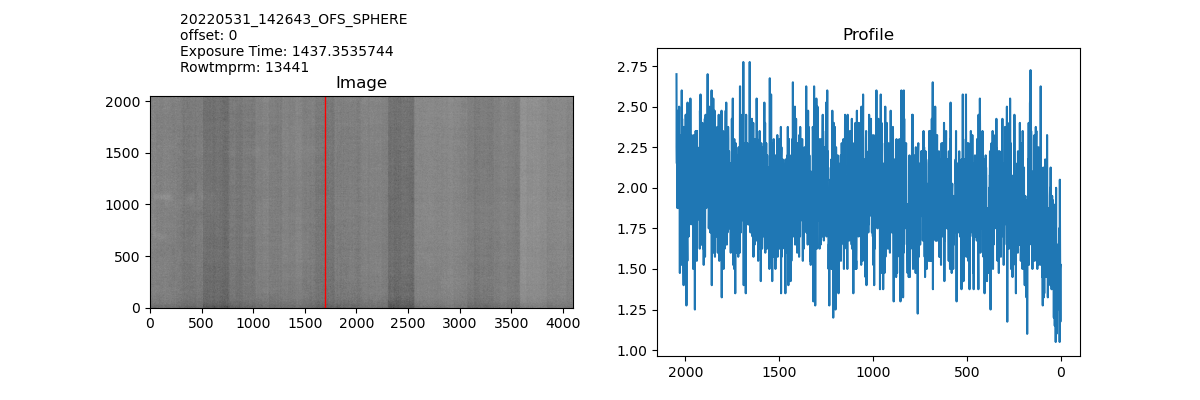 20220531_142643_OFS_SPHERE
offset: 0
Exposure Time: 1437.3535744
Rowtmprm: 13441
Image
2000
1500
1000
500
0
0 500 1000 1500 2000 2500 3000 3500 4000
Profile
2.75
2.50
2.25
2.00
1.75
1.50
1.25
1.00
2000 1500 1000 500 0